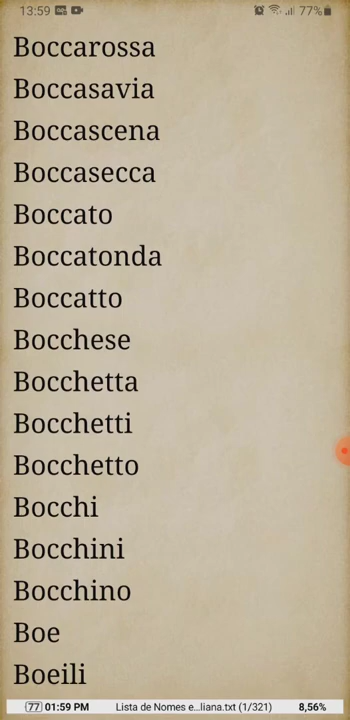 13:59 77%
Boccarossa
Boccasavia
Boccascena
Boccasecca
Boccato
Boccatonda
Boccatto
Bocchese
Bocchetta
Bocchetti
Bocchetto
Bocchi
Bocchini
Bocchino
Boe
Boeili
77 01:59 PM Lista de Nomes e...liana.txt (1/321) 8,56%